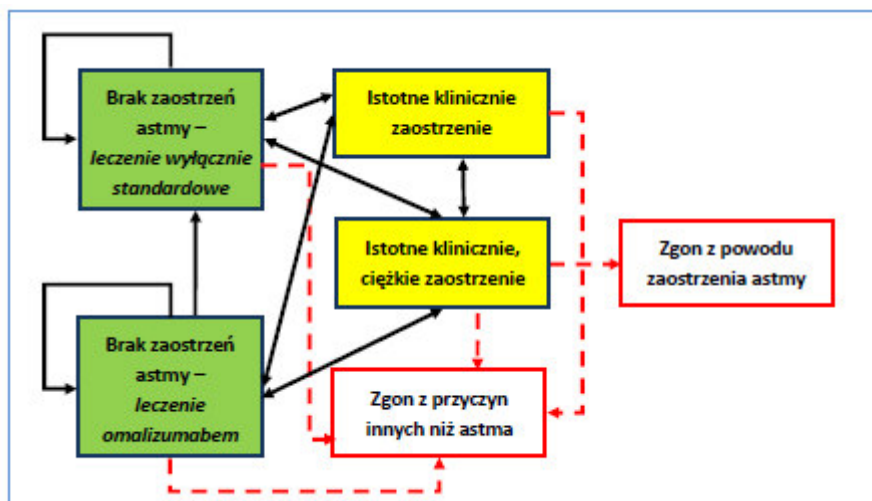 Brak zaostrzeń
astmy –
leczenie wyłącznie
standardowe
Istotne klinicznie
zaostrzenie
Istotne klinicznie,
ciężkie zaostrzenie
Zgon z powodu
zaostrzenia astmy
Brak zaostrzeń
astmy –
leczenie
omalizumabem
Zgon z przyczyn
innych niż astma